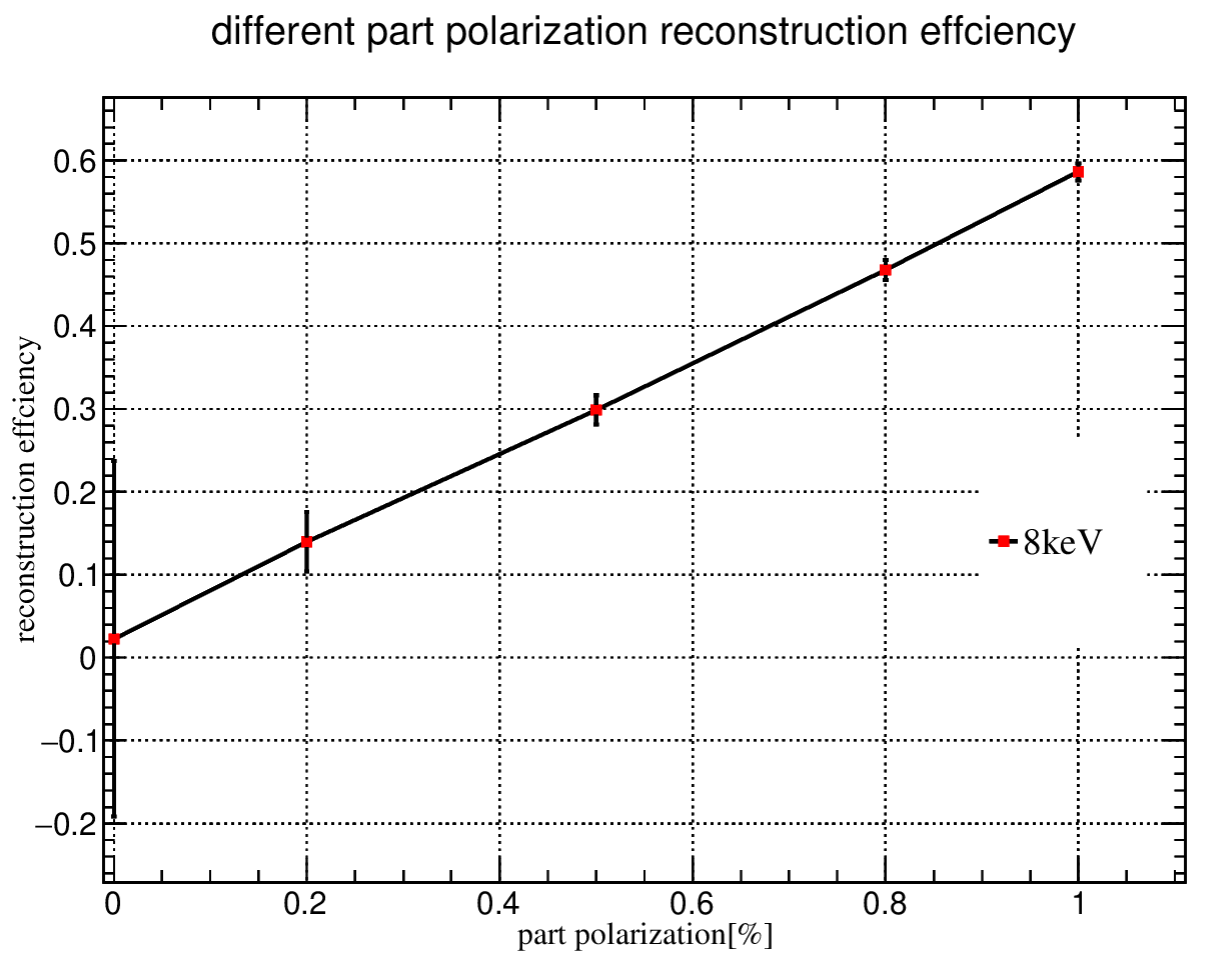 different part polarization reconstruction effciency
0.6
0.5
0.4
0.3
0.2
0.1
0
−0.1
−0.2
reconstruction effciency
8keV
0 0.2 0.4 0.6 0.8 1
part polarization[%]